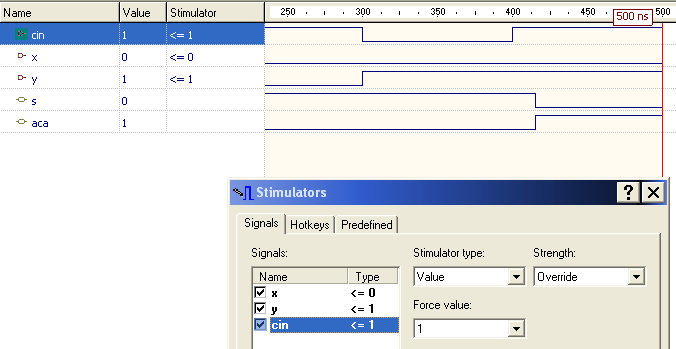 Name Value Stimulator 250 300 350 400 450 500
500 ns
cin 1 <= 1
x 0 <= 0
y 1 <= 1
s 0
aca 1
Stimulators
Signals Hotkeys Predefined
Signals: Stimulator type: Strength:
Name Type Value Override
x <= 0
y <= 1 Force value:
cin <= 1 1